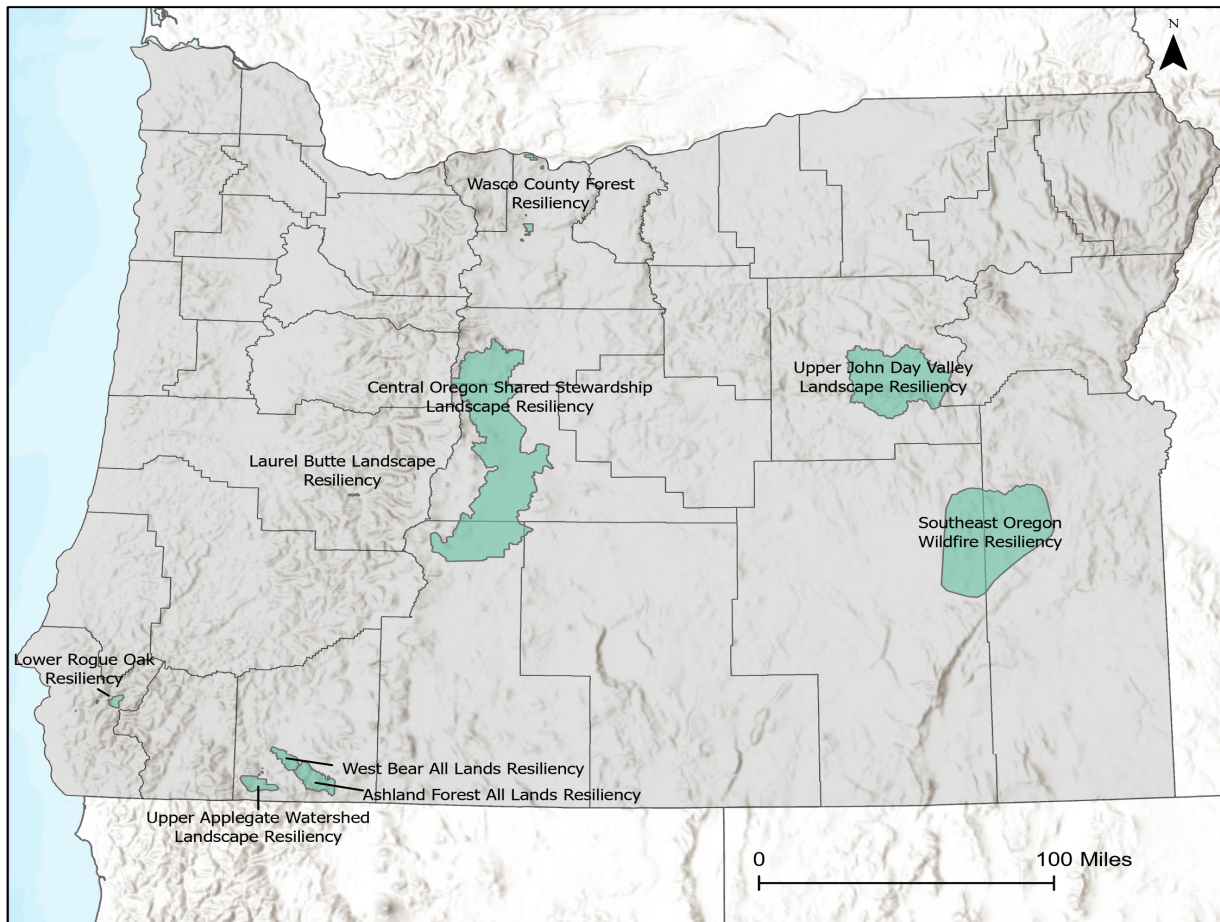 N
Wasco County Forest
Resiliency
Upper John Day Valley
Landscape Resiliency
Central Oregon Shared Stewardship
Landscape Resiliency
Laurel Butte Landscape
Resiliency
Southeast Oregon
Wildfire Resiliency
Lower Rogue Oak
Resiliency
West Bear All Lands Resiliency
Ashland Forest All Lands Resiliency
Upper Applegate Watershed
Landscape Resiliency
0 100 Miles